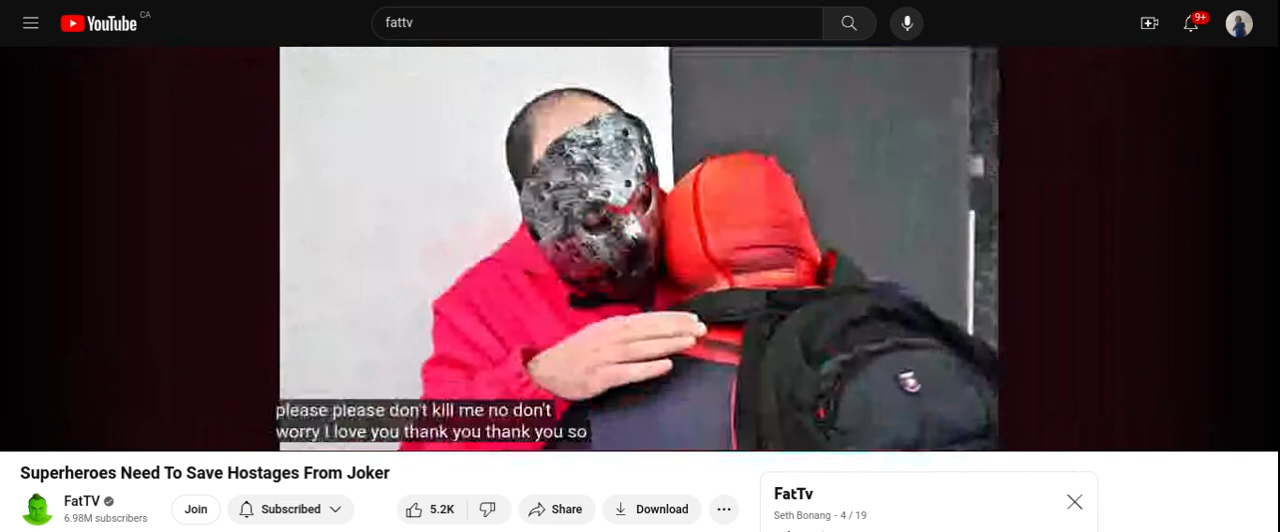 YouTube CA
fattv
9+
please please don't kill me no don't
worry I love you thank you thank you so
Superheroes Need To Save Hostages From Joker
FatTV
6.98M subscribers
Join
Subscribed
5.2K
Share
Download
FatTv
Seth Bonang - 4 / 19